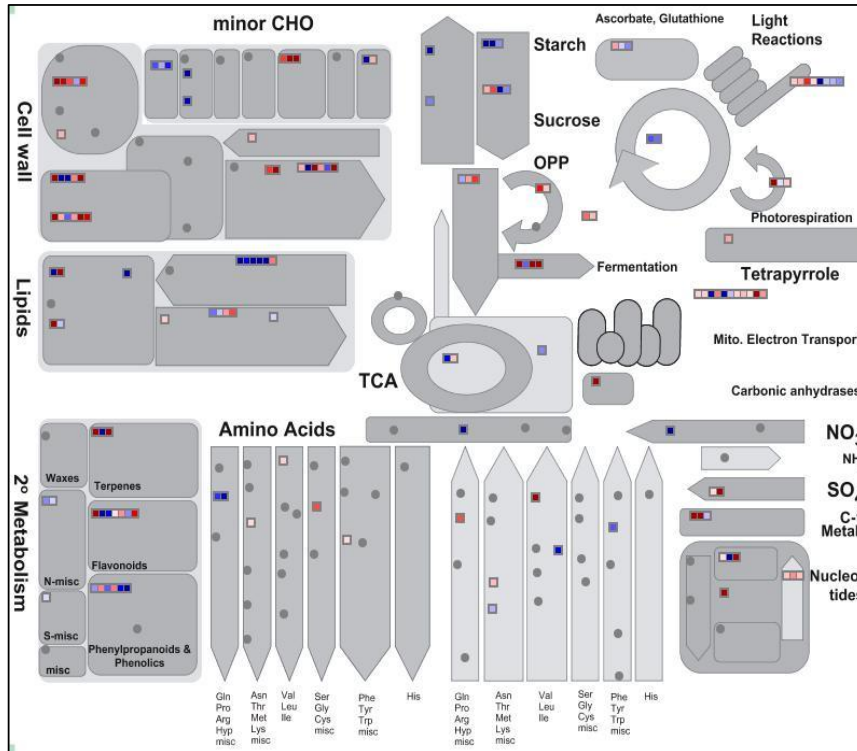 minor CHO
Cell wall
Starch
Sucrose
OPP
Ascorbate, Glutathione
Light
Reactions
Photorespiration
Fermentation
Tetrapyrrole
Lipids
TCA
Mito. Electron Transport
Carbonic anhydrases
2° Metabolism
Waxes
Terpenes
N-misc
Flavonoids
S-misc
misc
Phenylpropanoids &
Phenolics
Amino Acids
Gln
Pro
Arg
Hyp
misc
Asn
Thr
Met
Lys
misc
Val
Leu
Ile
Ser
Gly
Cys
misc
Phe
Tyr
Trp
misc
His
Gln
Pro
Arg
Hyp
misc
Asn
Thr
Met
Lys
misc
Val
Leu
Ile
Ser
Gly
Cys
misc
Phe
Tyr
Trp
misc
His
NO
NH
SO
C-
Metal
Nucleo
tides